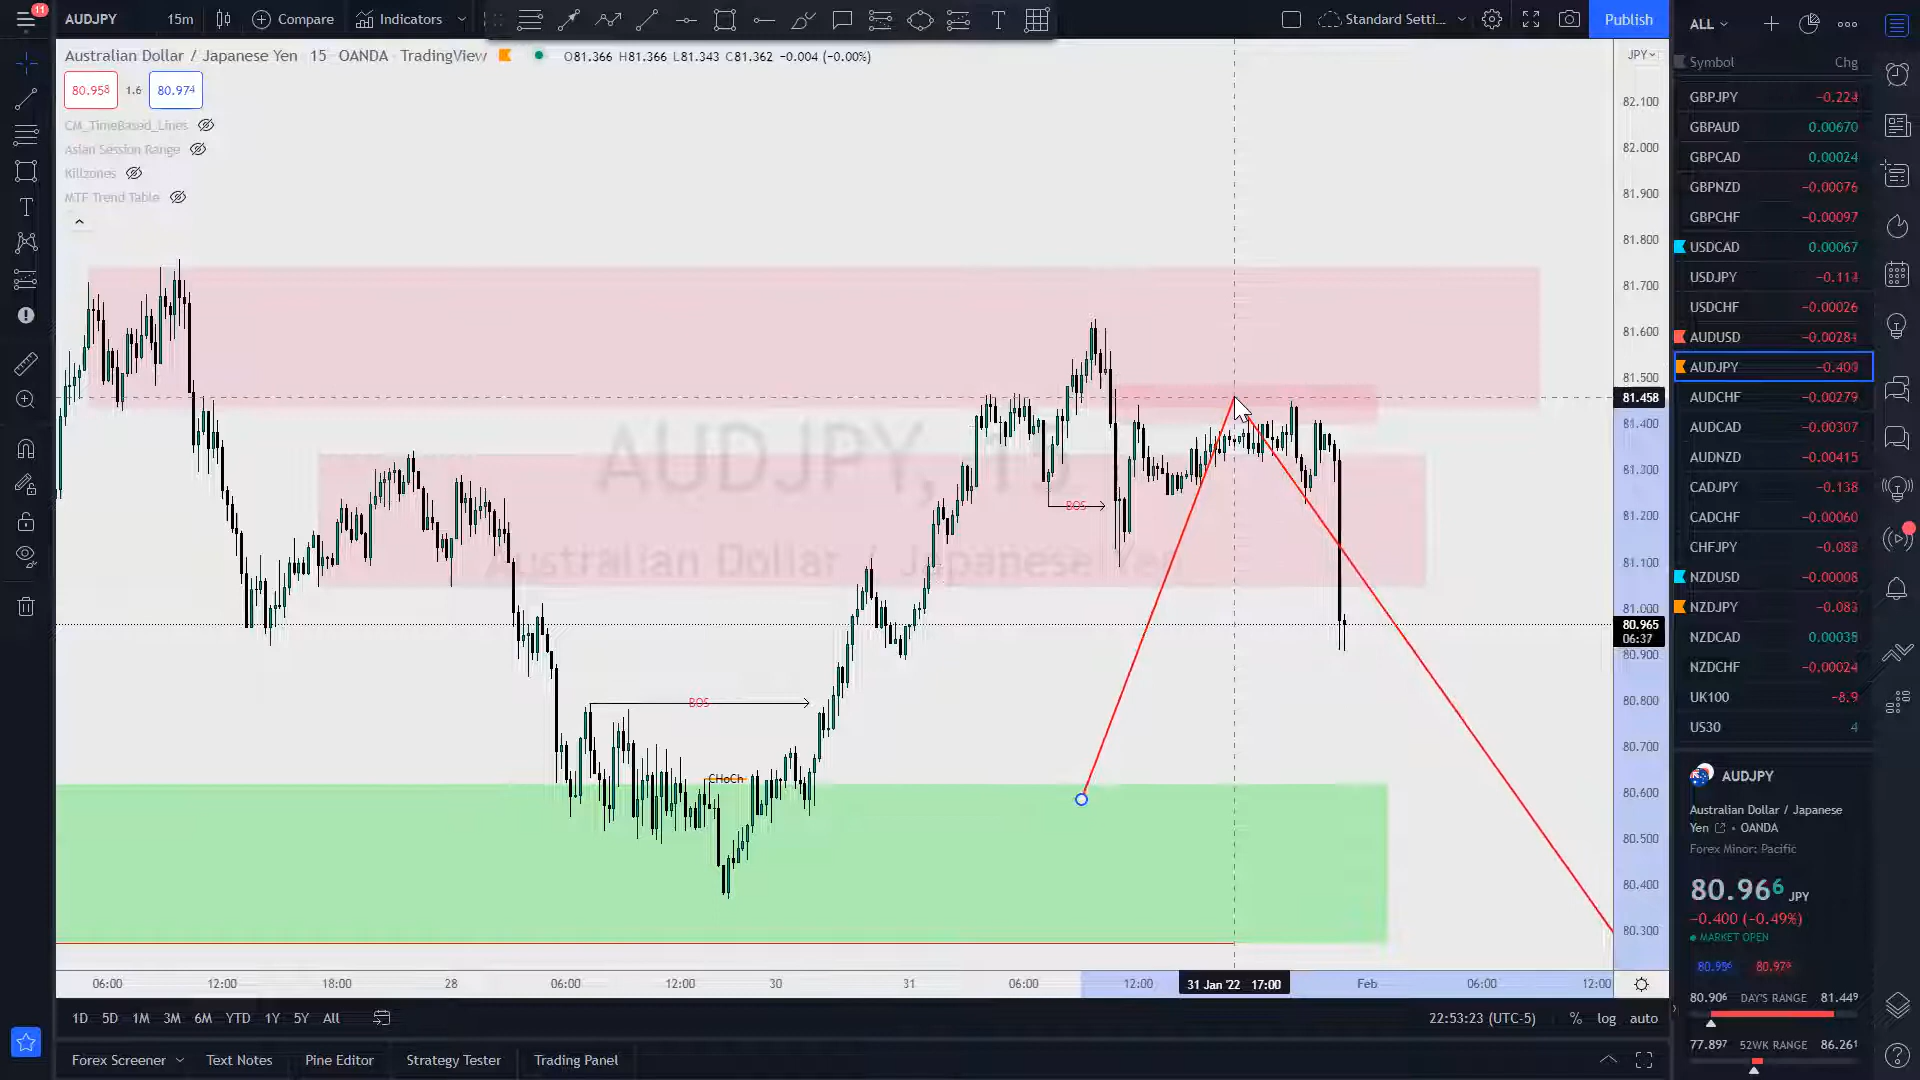 11
AUDJPY 15m Compare Indicators Standard Setti... Publish
Australian Dollar / Japanese Yen 15 OANDA TradingView O81.366 H81.366 L81.343 C81.362 −0.004 (−0.00%)
80.958 1.6 80.974
CM_TimeBased_Lines
Asian Session Range
Killzones
MTF Trend Table
AUDJPY, 15
Australian Dollar / Japanese Yen
BOS
BOS
CHoCh
JPY
82.100
82.000
81.900
81.800
81.700
81.600
81.500
81.458
81.400
81.300
81.200
81.100
81.000
80.965
06:37
80.900
80.800
80.700
80.600
80.500
80.400
80.300
06:00 12:00 18:00 28 06:00 12:00 30 31 06:00 12:00 31 Jan '22 17:00 Feb 06:00 12:00
1D 5D 1M 3M 6M YTD 1Y 5Y All 22:53:23 (UTC-5) % log auto
Forex Screener Text Notes Pine Editor Strategy Tester Trading Panel
ALL
Symbol Chg
GBPJPY −0.224
GBPAUD 0.00670
GBPCAD 0.00024
GBPNZD −0.00076
GBPCHF −0.00097
USDCAD 0.00067
USDJPY
USDCHF −0.00026
AUDUSD
AUDJPY −0.400
AUDCHF −0.00279
AUDCAD −0.00307
AUDNZD −0.00415
CADJPY −0.138
CADCHF −0.00060
CHFJPY
NZDUSD −0.00008
NZDJPY
NZDCAD
NZDCHF −0.00024
UK100 −8.9
US30 4
AUDJPY
Australian Dollar / Japanese
Yen • OANDA
Forex Minor: Pacific
80.966 JPY
−0.400 (−0.49%)
MARKET OPEN
80.906 DAY'S RANGE 81.449
77.897 52WK RANGE 86.261